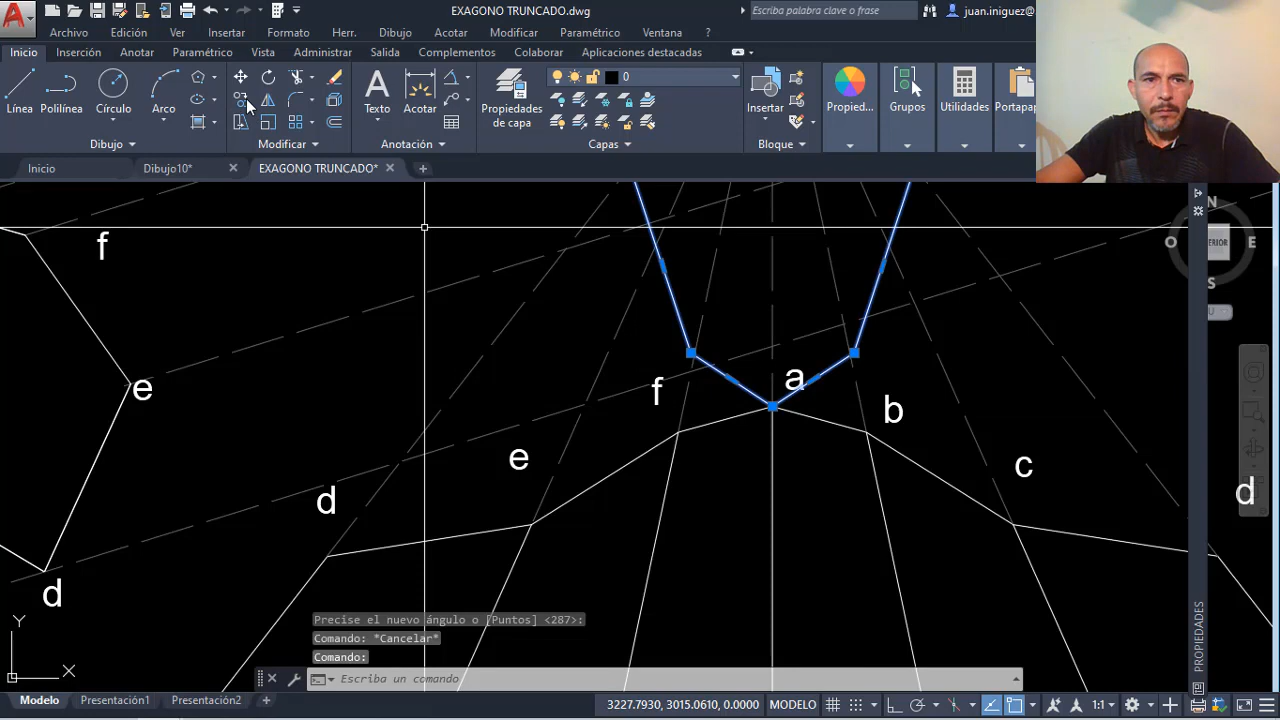 EXAGONO TRUNCADO.dwg
Escriba palabra clave o frase
juan.iniguez@
Archivo Edición Ver Insertar Formato Herr. Dibujo Acotar Modificar Paramétrico Ventana ?
Inicio Inserción Anotar Paramétrico Vista Administrar Salida Complementos Colaborar Aplicaciones destacadas
0
Línea Polilínea Círculo Arco Texto Acotar Propiedades de capa Insertar Propied... Grupos Utilidades Portapap
Dibujo Modificar Anotación Capas Bloque
Inicio Dibujo10* EXAGONO TRUNCADO*
N
O ERIOR E
S
U
f
e
d
f
a
b
e
c
d
d
Precise el nuevo ángulo o [Puntos] <287>:
Comando: *Cancelar*
Comando:
Escriba un comando
Y
X
PROPIEDADES
Modelo Presentación1 Presentación2
3227.7930, 3015.0610, 0.0000 MODELO 1:1